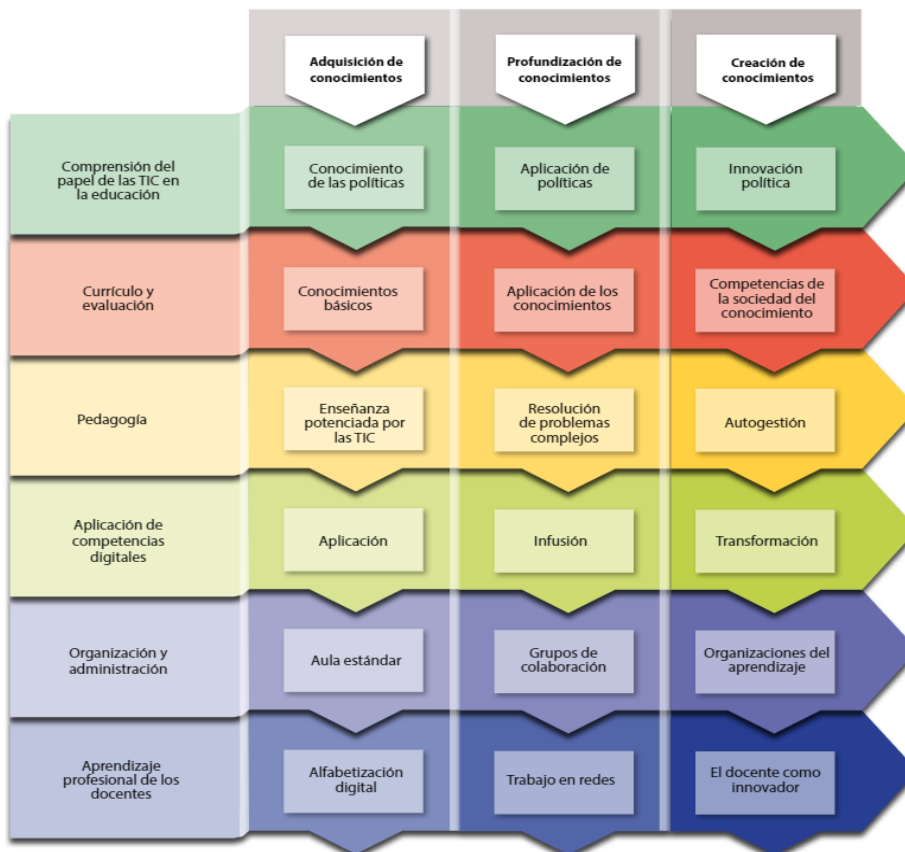 Adquisición de
conocimientos
Profundización de
conocimientos
Creación de
conocimientos
Comprensión del
papel de las TIC en
la educación
Conocimiento
de las políticas
Aplicación de
políticas
Innovación
política
Currículo y
evaluación
Conocimientos
básicos
Aplicación de los
conocimientos
Competencias de
la sociedad del
conocimiento
Pedagogía
Enseñanza
potenciada por
las TIC
Resolución
de problemas
complejos
Autogestión
Aplicación de
competencias
digitales
Aplicación
Infusión
Transformación
Organización y
administración
Aula estándar
Grupos de
colaboración
Organizaciones del
aprendizaje
Aprendizaje
profesional de los
docentes
Alfabetización
digital
Trabajo en redes
El docente como
innovador